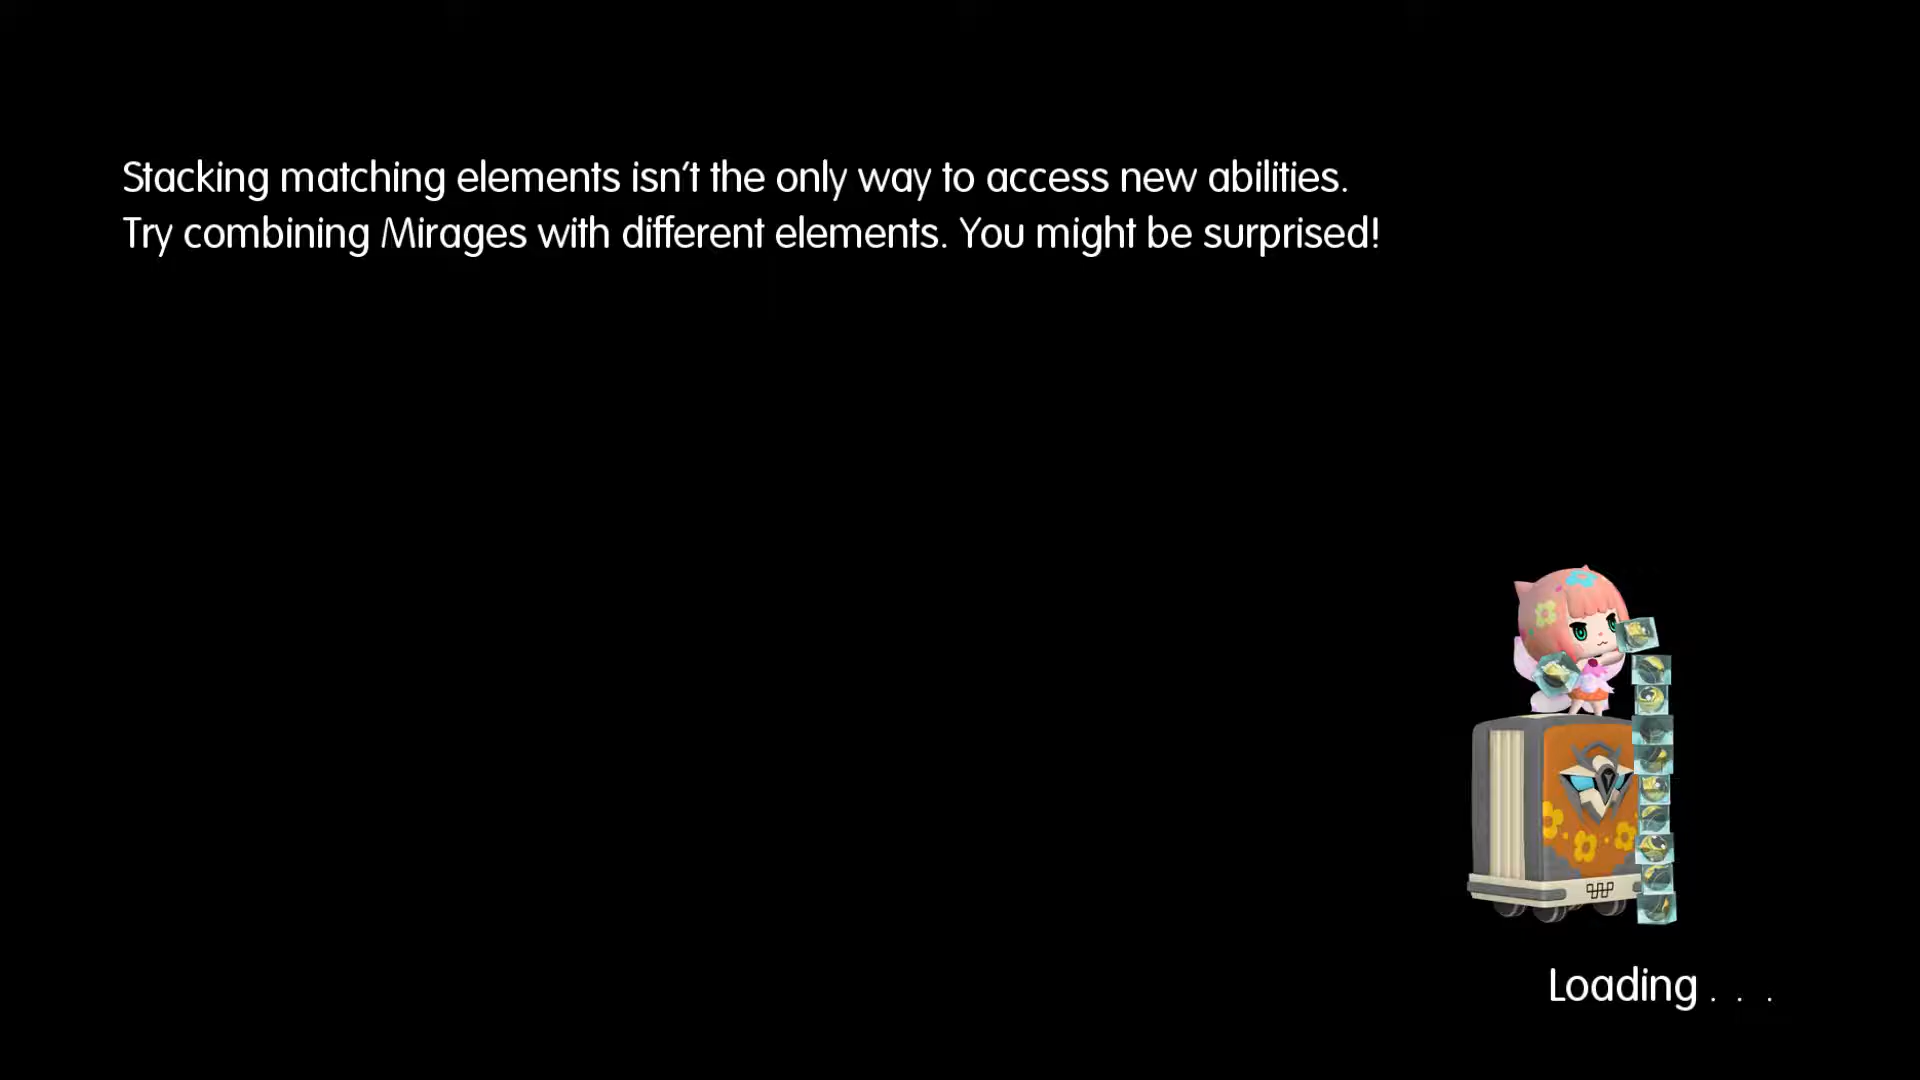 Stacking matching elements isn't the only way to access new abilities.
Try combining Mirages with different elements. You might be surprised!
Loading . . .